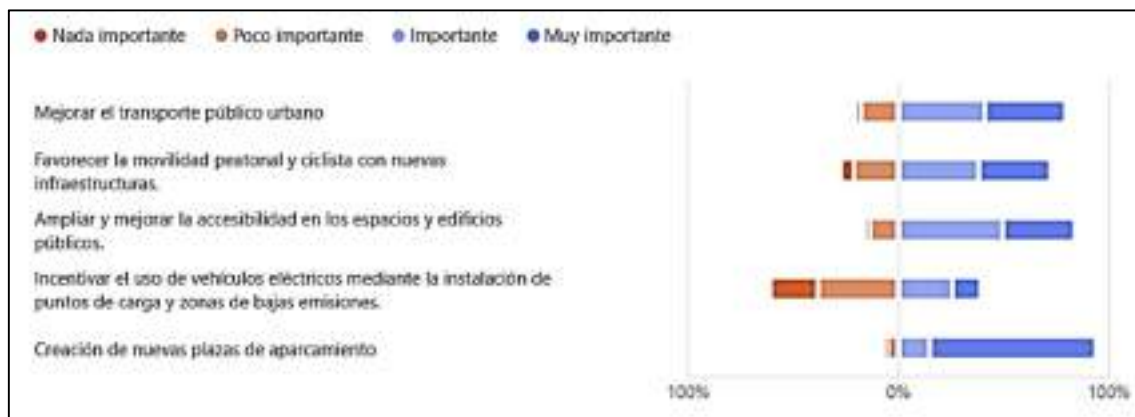 Nada importante Poco importante Importante Muy importante
Mejorar el transporte público urbano
Favorecer la movilidad peatonal y ciclista con nuevas
infraestructuras.
Ampliar y mejorar la accesibilidad en los espacios y edificios
públicos.
Incentivar el uso de vehículos eléctricos mediante la instalación de
puntos de carga y zonas de bajas emisiones.
Creación de nuevas plazas de aparcamiento
100% 0% 100%